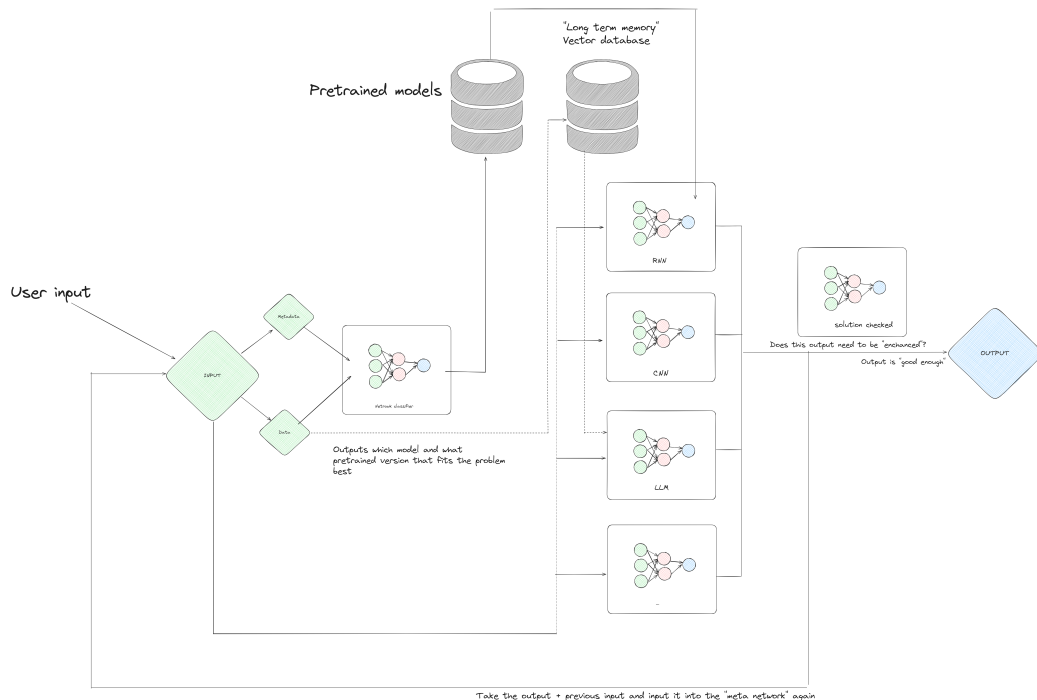 "Long term memory"
Vector database
Pretrained models
RNN
User input
Metadata
INPUT
Data
Network classifier
Outputs which model and what
pretrained version that fits the problem
best
CNN
LLM
...
solution checked
Does this output need to be "enchanced"?
Output is "good enough"
OUTPUT
Take the output + previous input and input it into the "meta network" again